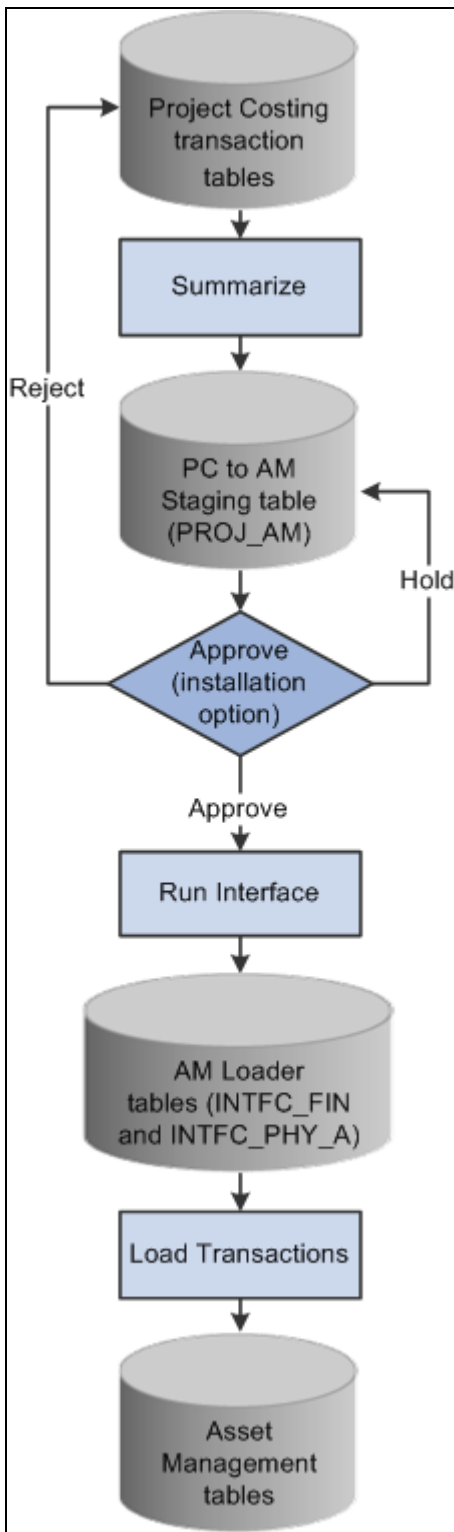 Project Costing
transaction
tables
Summarize
Reject
PC to AM
Staging table
(PROJ_AM)
Hold
Approve
(installation
option)
Approve
Run Interface
AM Loader
tables (INTFC_FIN
and INTFC_PHY_A)
Load Transactions
Asset
Management
tables